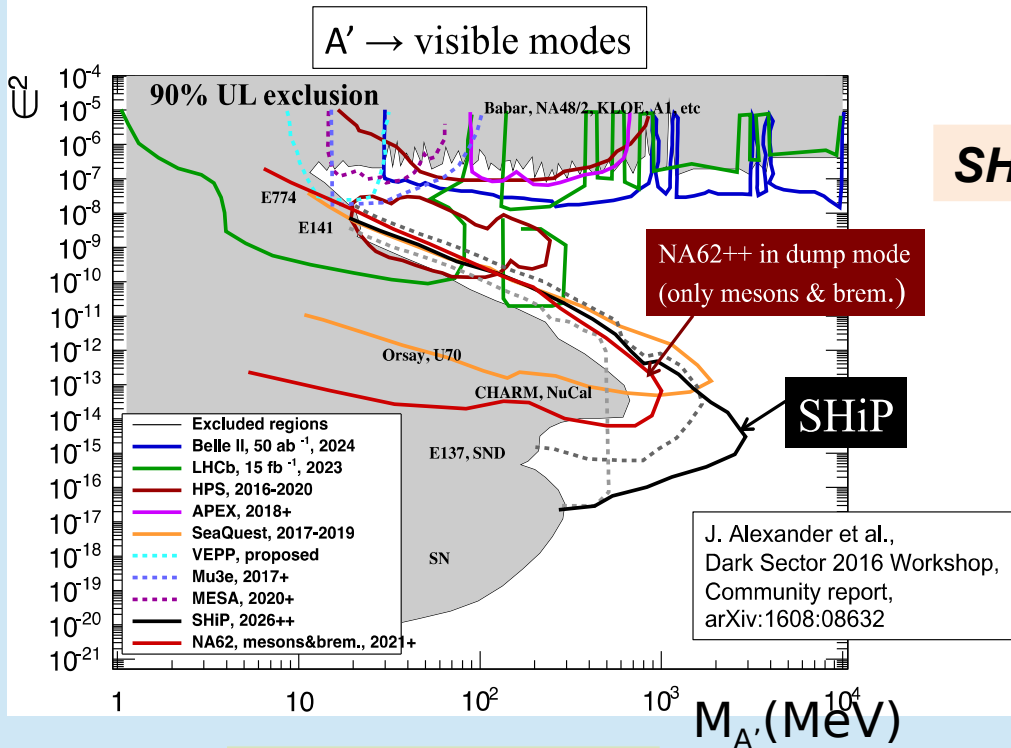 A' → visible modes
ϵ²
10⁻⁴
10⁻⁵
10⁻⁶
10⁻⁷
10⁻⁸
10⁻⁹
10⁻¹⁰
10⁻¹¹
10⁻¹²
10⁻¹³
10⁻¹⁴
10⁻¹⁵
10⁻¹⁶
10⁻¹⁷
10⁻¹⁸
10⁻¹⁹
10⁻²⁰
10⁻²¹
90% UL exclusion
Babar, NA48/2, KLOE, A1, etc
SH
E774
E141
NA62++ in dump mode
(only mesons & brem.)
Orsay, U70
CHARM, NuCal
SHiP
E137, SND
SN
Excluded regions
Belle II, 50 ab ⁻¹, 2024
LHCb, 15 fb ⁻¹, 2023
HPS, 2016-2020
APEX, 2018+
SeaQuest, 2017-2019
VEPP, proposed
Mu3e, 2017+
MESA, 2020+
SHiP, 2026++
NA62, mesons&brem., 2021+
J. Alexander et al.,
Dark Sector 2016 Workshop,
Community report,
arXiv:1608:08632
1 10 10² 10³ 10⁴
M_A'(MeV)